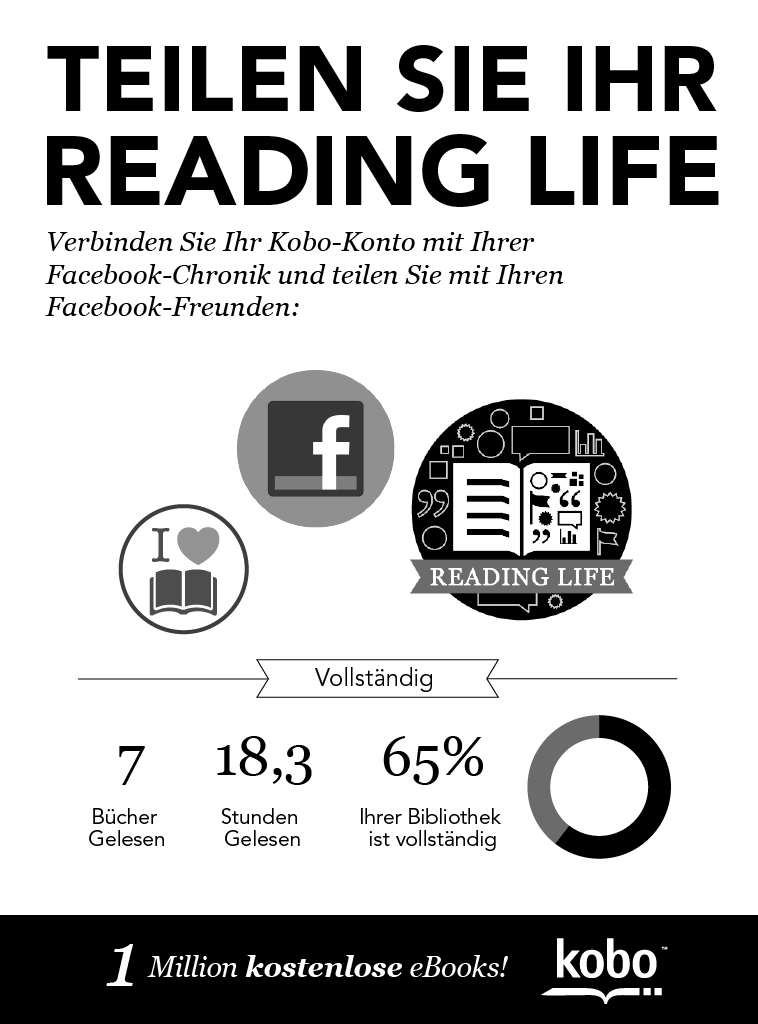 TEILEN SIE IHR
READING LIFE
Verbinden Sie Ihr Kobo-Konto mit Ihrer
Facebook-Chronik und teilen Sie mit Ihren
Facebook-Freunden:
f
I
READING LIFE
Vollständig
7
Bücher
Gelesen
18,3
Stunden
Gelesen
65%
Ihrer Bibliothek
ist vollständig
1 Million kostenlose eBooks!
kobo™